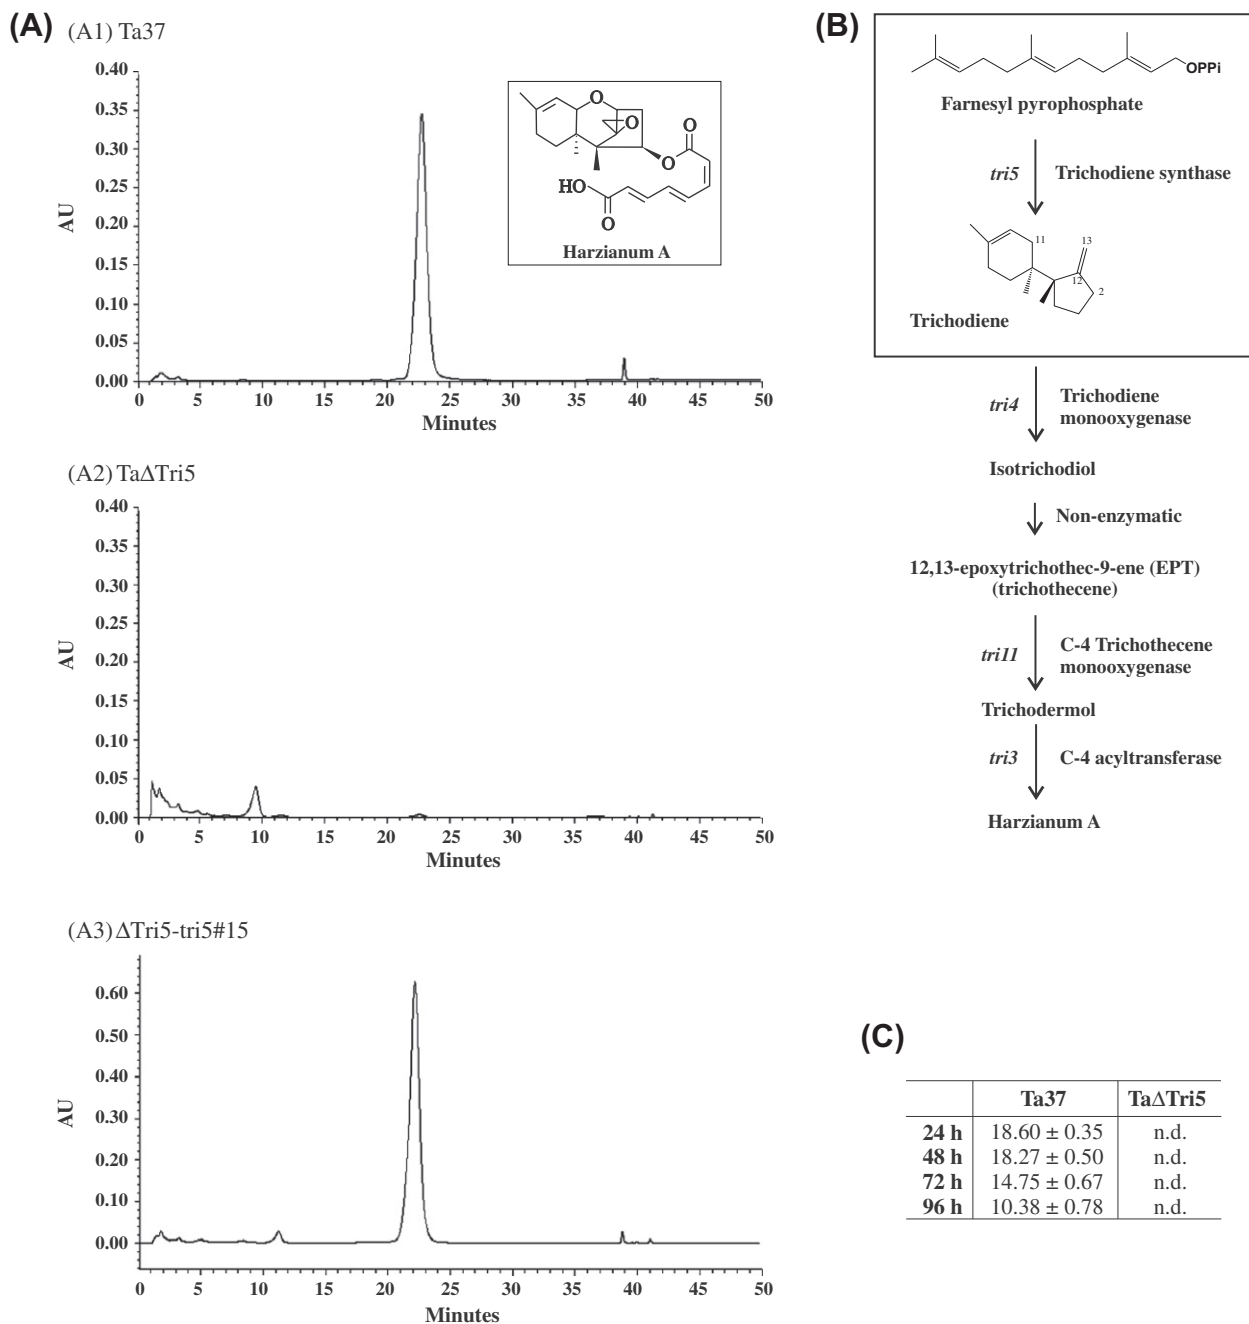 (A) (A1) Ta37
0.40
0.35
0.30
0.25
0.20
0.15
0.10
0.05
0.00
AU
0 5 10 15 20 25 30 35 40 45 50
Minutes
O
O
O
O
HO
O
Harzianum A
(A2) TaΔTri5
0.40
0.35
0.30
0.25
0.20
0.15
0.10
0.05
0.00
AU
0 5 10 15 20 25 30 35 40 45 50
Minutes
(A3) ΔTri5-tri5#15
0.60
0.50
0.40
0.30
0.20
0.10
0.00
AU
0 10 20 30 40 50
Minutes
(B)
OPPi
Farnesyl pyrophosphate
tri5 Trichodiene synthase
11
13
12
2
Trichodiene
tri4 Trichodiene
monooxygenase
Isotrichodiol
Non-enzymatic
12,13-epoxytrichothec-9-ene (EPT)
(trichothecene)
tri11 C-4 Trichothecene
monooxygenase
Trichodermol
tri3 C-4 acyltransferase
Harzianum A
(C)
Ta37 TaΔTri5
24 h 18.60 ± 0.35 n.d.
48 h 18.27 ± 0.50 n.d.
72 h 14.75 ± 0.67 n.d.
96 h 10.38 ± 0.78 n.d.